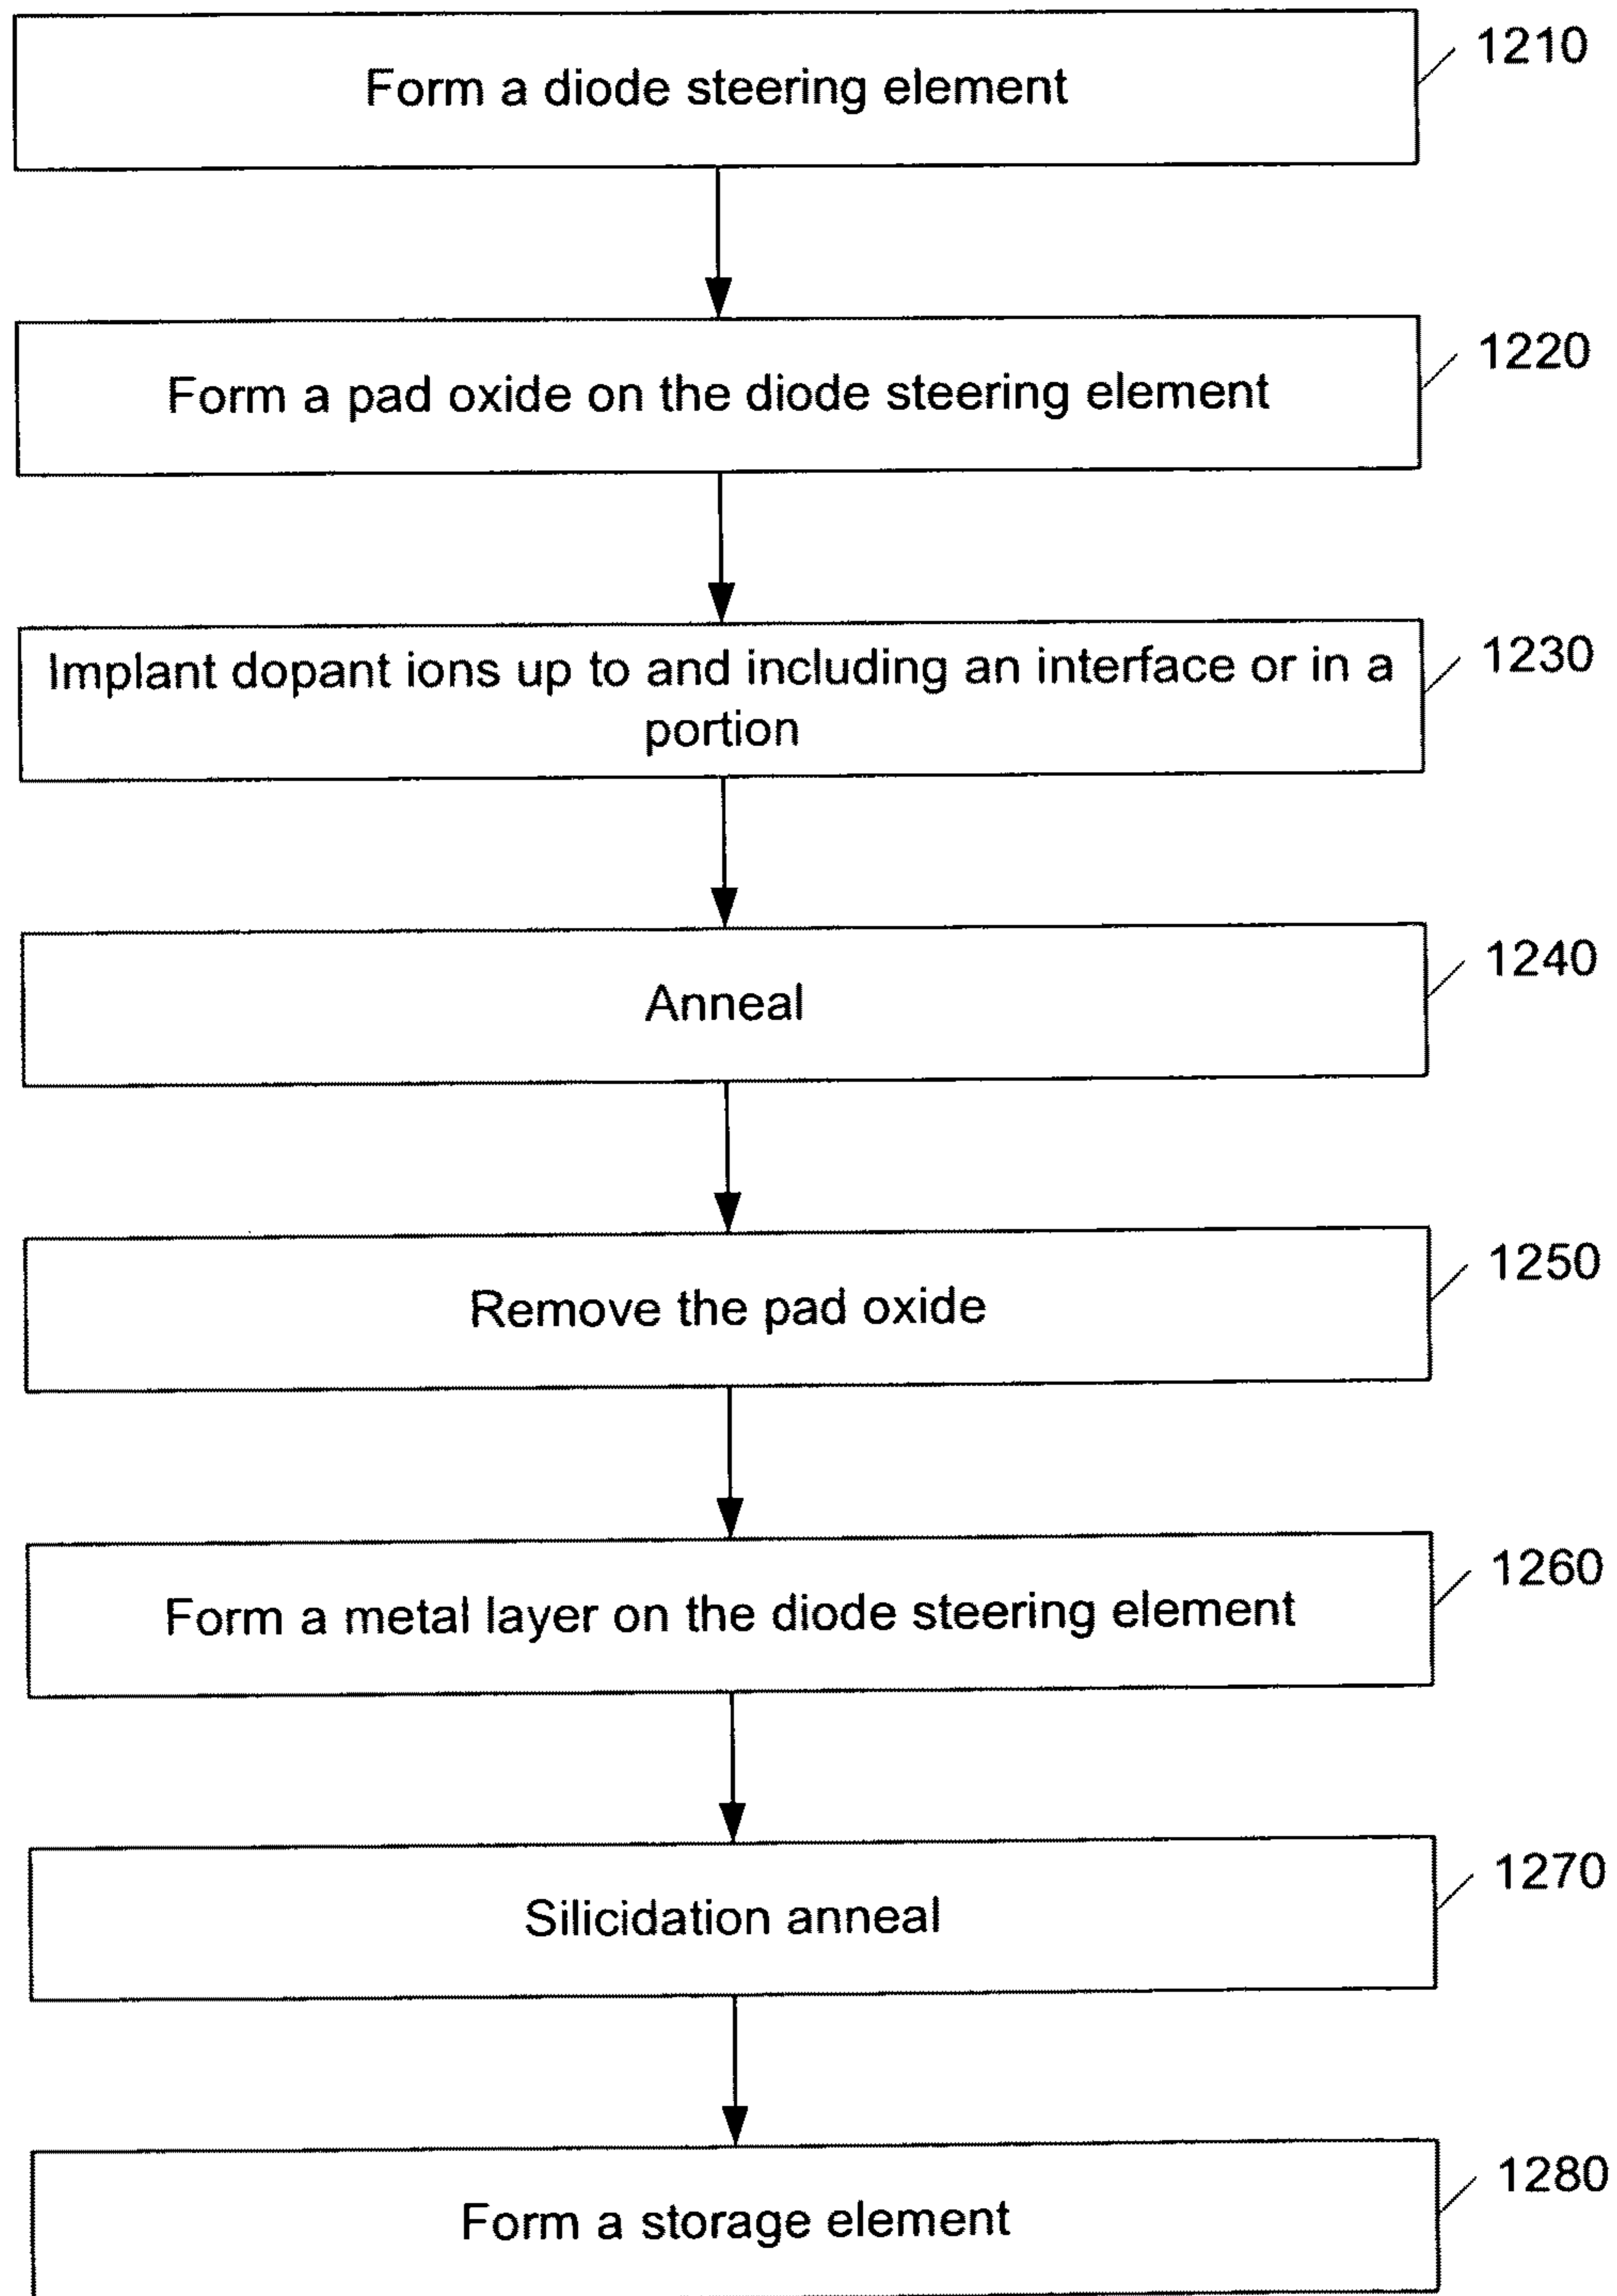 Form a diode steering element
1210
Form a pad oxide on the diode steering element
1220
Implant dopant ions up to and including an interface or in a
portion
1230
Anneal
1240
Remove the pad oxide
1250
Form a metal layer on the diode steering element
1260
Silicidation anneal
1270
Form a storage element
1280